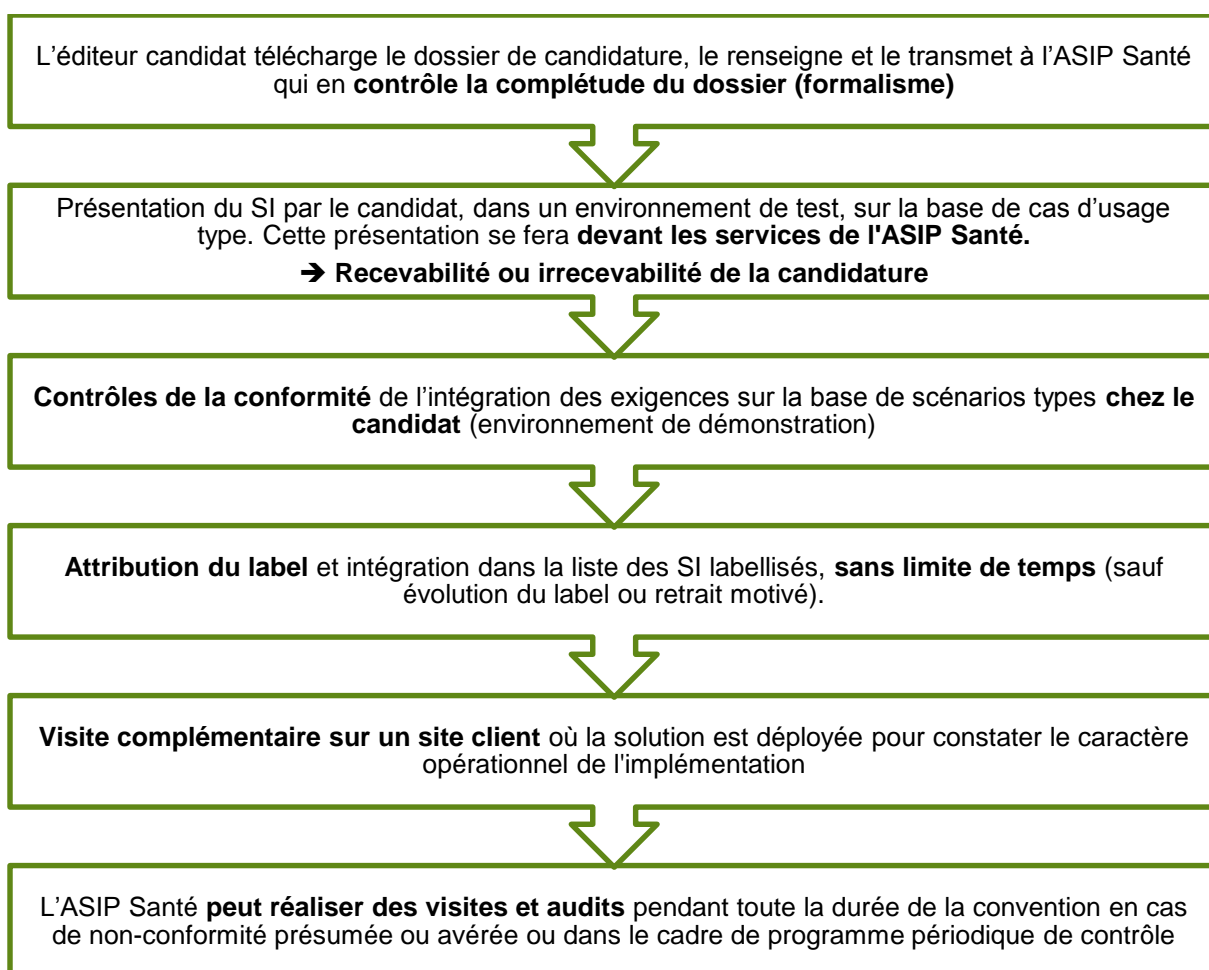 L’éditeur candidat télécharge le dossier de candidature, le renseigne et le transmet à l’ASIP Santé
qui en contrôle la complétude du dossier (formalisme)
Présentation du SI par le candidat, dans un environnement de test, sur la base de cas d’usage
type. Cette présentation se fera devant les services de l'ASIP Santé.
➔ Recevabilité ou irrecevabilité de la candidature
Contrôles de la conformité de l’intégration des exigences sur la base de scénarios types chez le
candidat (environnement de démonstration)
Attribution du label et intégration dans la liste des SI labellisés, sans limite de temps (sauf
évolution du label ou retrait motivé).
Visite complémentaire sur un site client où la solution est déployée pour constater le caractère
opérationnel de l'implémentation
L’ASIP Santé peut réaliser des visites et audits pendant toute la durée de la convention en cas
de non-conformité présumée ou avérée ou dans le cadre de programme périodique de contrôle